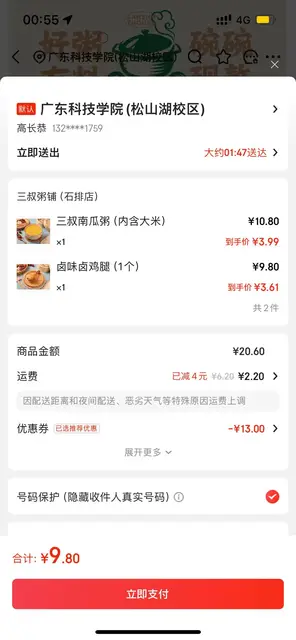 00:55
4G
好粥
碗碗
广东科技学院(松山湖校区)
默认 广东科技学院(松山湖校区)
高长恭 132****1759
立即送出 大约01:47送达
三叔粥铺（石排店）
三叔南瓜粥（内含大米） ¥10.80
×1 到手价 ¥3.99
卤味卤鸡腿（1个） ¥9.80
×1 到手价 ¥3.61
共2件
商品金额 ¥20.60
运费 已减4元 ¥6.20 ¥2.20
因配送距离和夜间配送、恶劣天气等特殊原因运费上调
优惠券 已选推荐优惠 -¥13.00
展开更多
号码保护（隐藏收件人真实号码）
合计: ¥9.80
立即支付